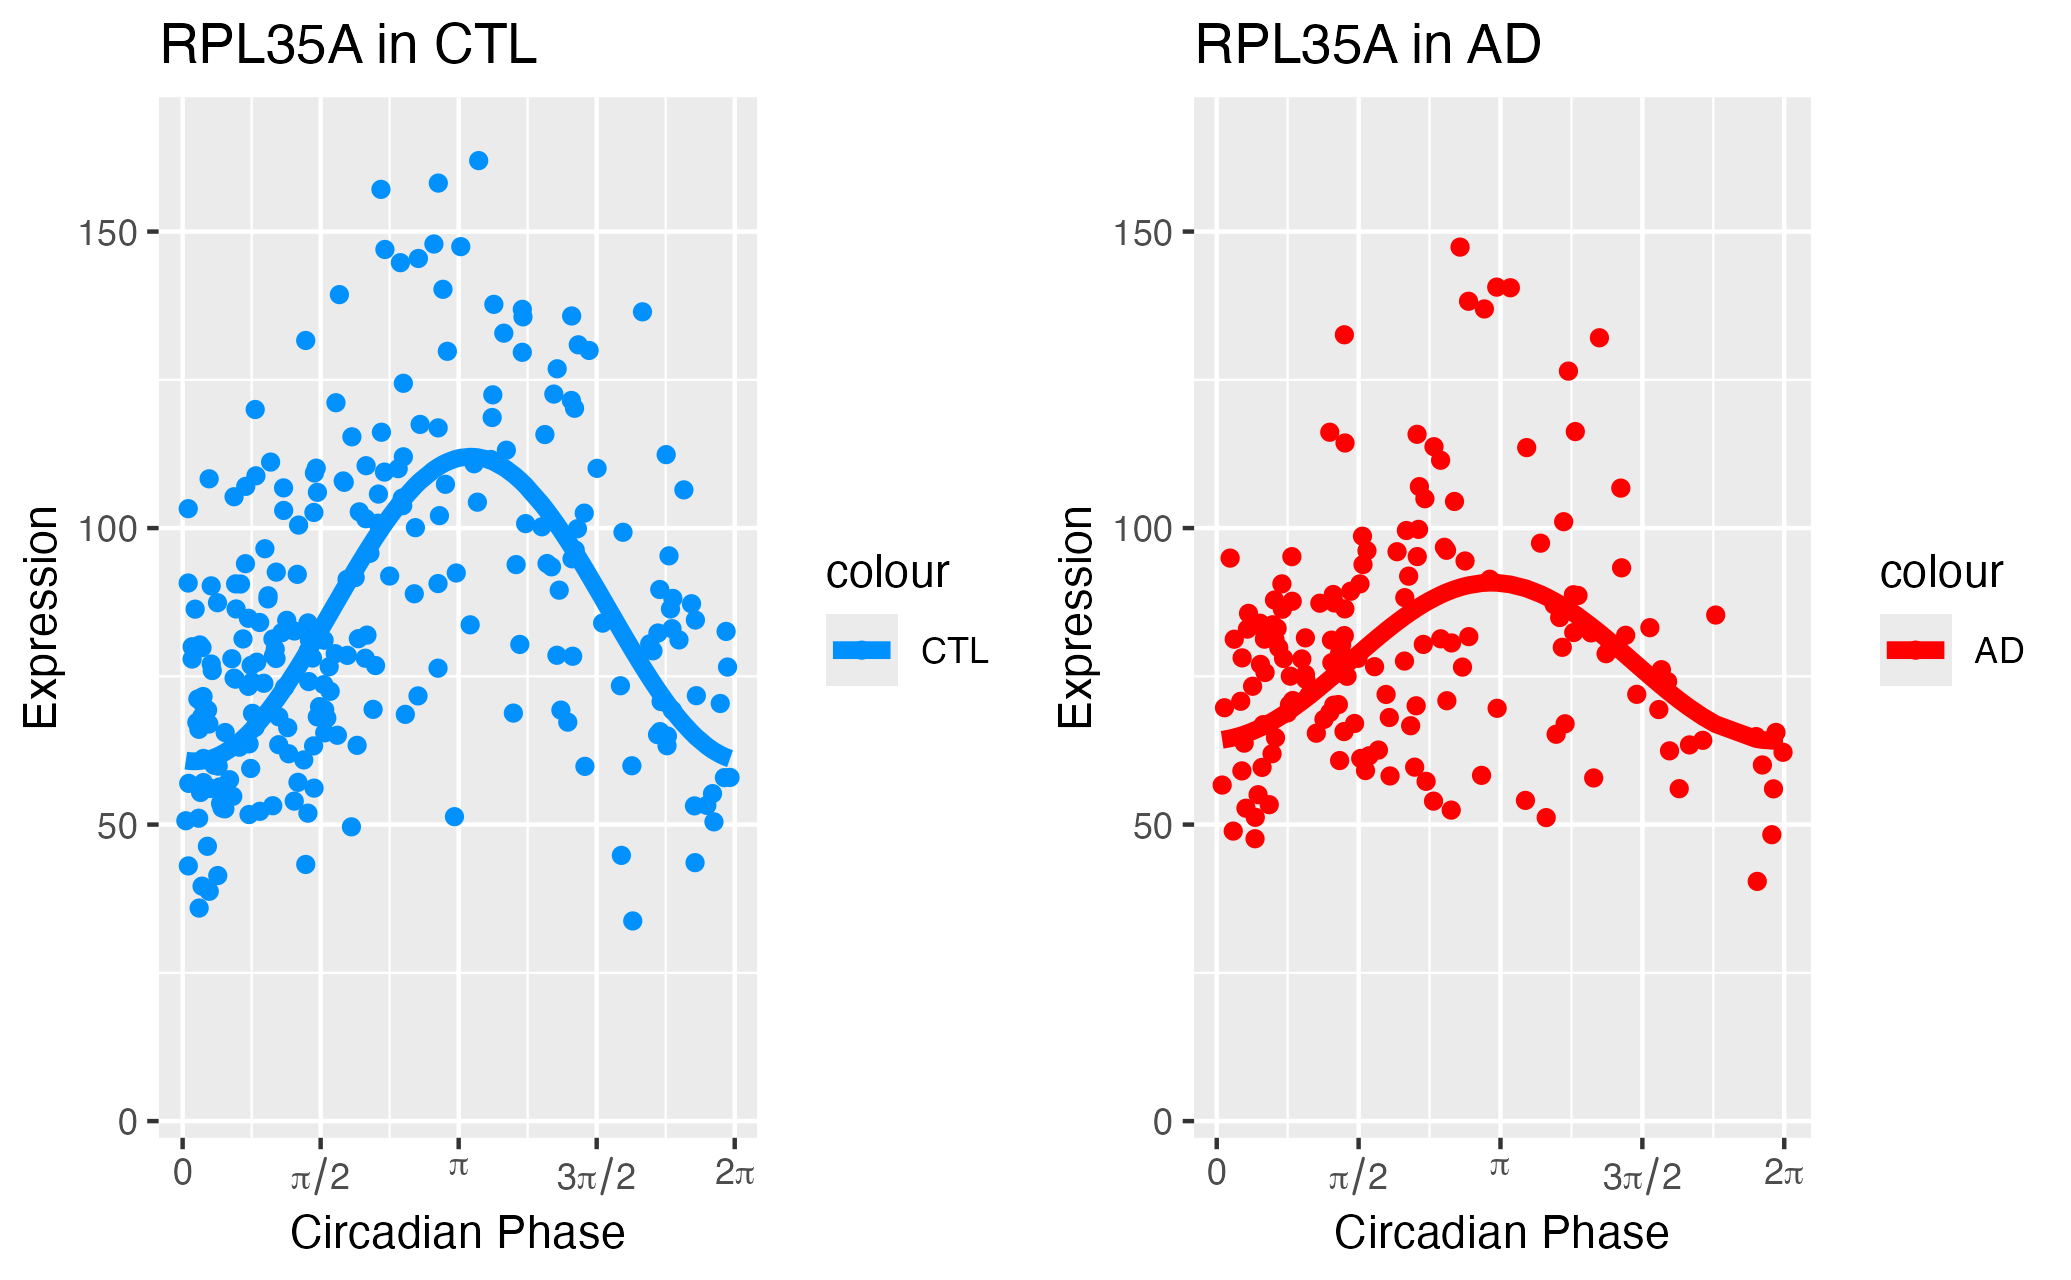 RPL35A in CTL
150
100
50
0
Expression
0 π/2 π 3π/2 2π
Circadian Phase
colour
CTL
RPL35A in AD
150
100
50
0
Expression
0 π/2 π 3π/2 2π
Circadian Phase
colour
AD